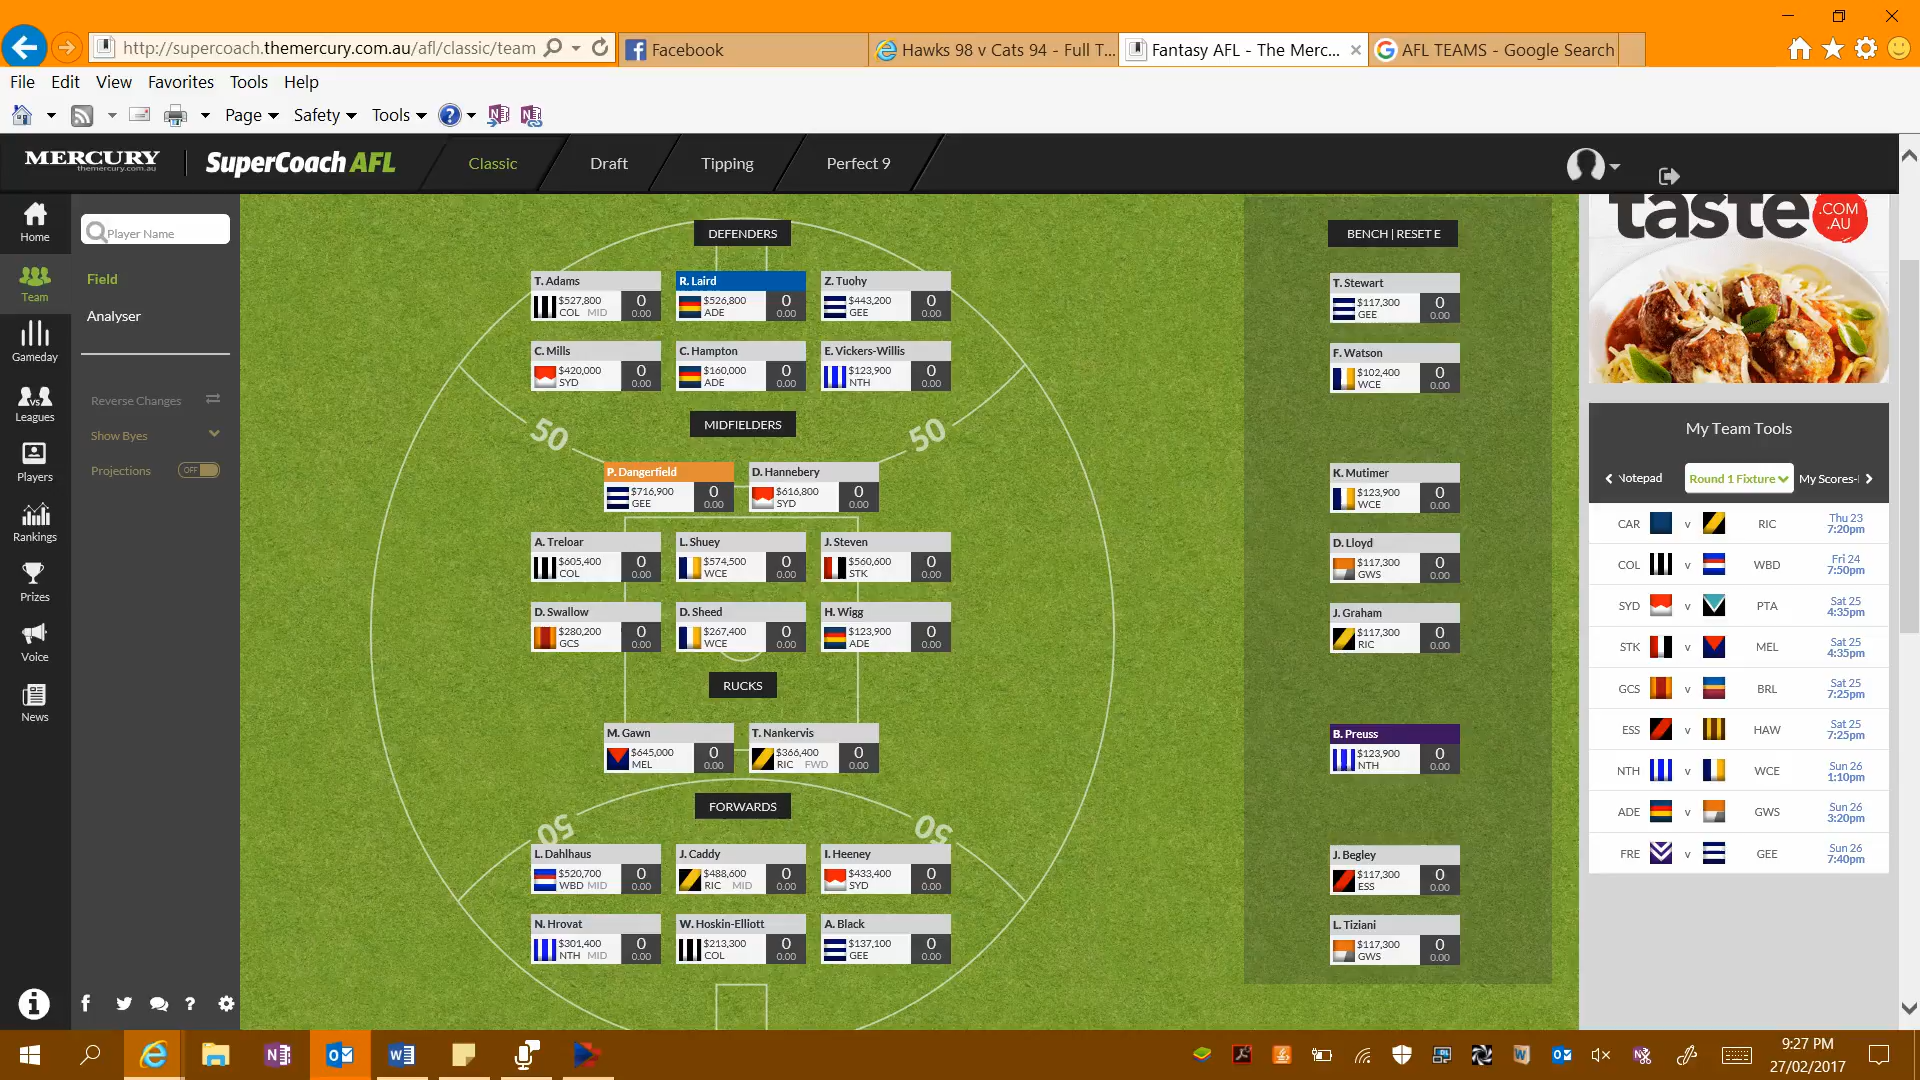 http://supercoach.themercury.com.au/afl/classic/team
Facebook
Hawks 98 v Cats 94 - Full T...
Fantasy AFL - The Merc...
AFL TEAMS - Google Search
File Edit View Favorites Tools Help
Page Safety Tools
MERCURY
themercury.com.au
SuperCoach AFL
Classic
Draft
Tipping
Perfect 9
Home
Team
Gameday
Leagues
Players
Rankings
Prizes
Voice
News
Player Name
Field
Analyser
Reverse Changes
Show Byes
Projections OFF
DEFENDERS
T. Adams
$527,800 0
COL MID 0.00
R. Laird
$526,800 0
ADE 0.00
Z. Tuohy
$443,200 0
GEE 0.00
C. Mills
$420,000 0
SYD 0.00
C. Hampton
$160,000 0
ADE 0.00
E. Vickers-Willis
$123,900 0
NTH 0.00
50
50
MIDFIELDERS
P. Dangerfield
$716,900 0
GEE 0.00
D. Hannebery
$616,800 0
SYD 0.00
A. Treloar
$605,400 0
COL 0.00
L. Shuey
$574,500 0
WCE 0.00
J. Steven
$560,600 0
STK 0.00
D. Swallow
$280,200 0
GCS 0.00
D. Sheed
$267,400 0
WCE 0.00
H. Wigg
$123,900 0
ADE 0.00
RUCKS
M. Gawn
$645,000 0
MEL 0.00
T. Nankervis
$366,400 0
RIC FWD 0.00
FORWARDS
50
50
L. Dahlhaus
$520,700 0
WBD MID 0.00
J. Caddy
$488,600 0
RIC MID 0.00
I. Heeney
$433,400 0
SYD 0.00
N. Hrovat
$301,400 0
NTH MID 0.00
W. Hoskin-Elliott
$213,300 0
COL 0.00
A. Black
$137,100 0
GEE 0.00
BENCH | RESET E
T. Stewart
$117,300 0
GEE 0.00
F. Watson
$102,400 0
WCE 0.00
K. Mutimer
$123,900 0
WCE 0.00
D. Lloyd
$117,300 0
GWS 0.00
J. Graham
$117,300 0
RIC 0.00
B. Preuss
$123,900 0
NTH 0.00
J. Begley
$117,300 0
ESS 0.00
L. Tiziani
$117,300 0
GWS 0.00
taste
.COM
.AU
My Team Tools
Notepad Round 1 Fixture My Scores-
CAR v RIC Thu 23 7:20pm
COL v WBD Fri 24 7:50pm
SYD v PTA Sat 25 4:35pm
STK v MEL Sat 25 4:35pm
GCS v BRL Sat 25 7:25pm
ESS v HAW Sat 25 7:25pm
NTH v WCE Sun 26 1:10pm
ADE v GWS Sun 26 3:20pm
FRE v GEE Sun 26 7:40pm
9:27 PM
27/02/2017